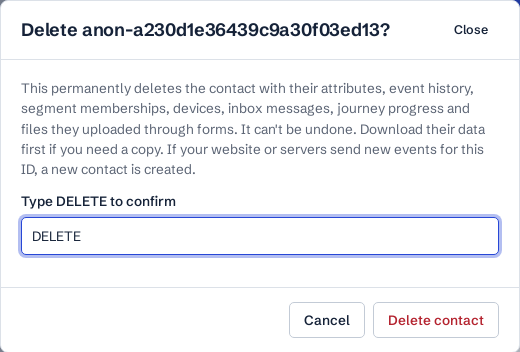 Delete anon-a230d1e36439c9a30f03ed13?
Close
This permanently deletes the contact with their attributes, event history,
segment memberships, devices, inbox messages, journey progress and
files they uploaded through forms. It can't be undone. Download their data
first if you need a copy. If your website or servers send new events for this
ID, a new contact is created.
Type DELETE to confirm
DELETE
Cancel
Delete contact